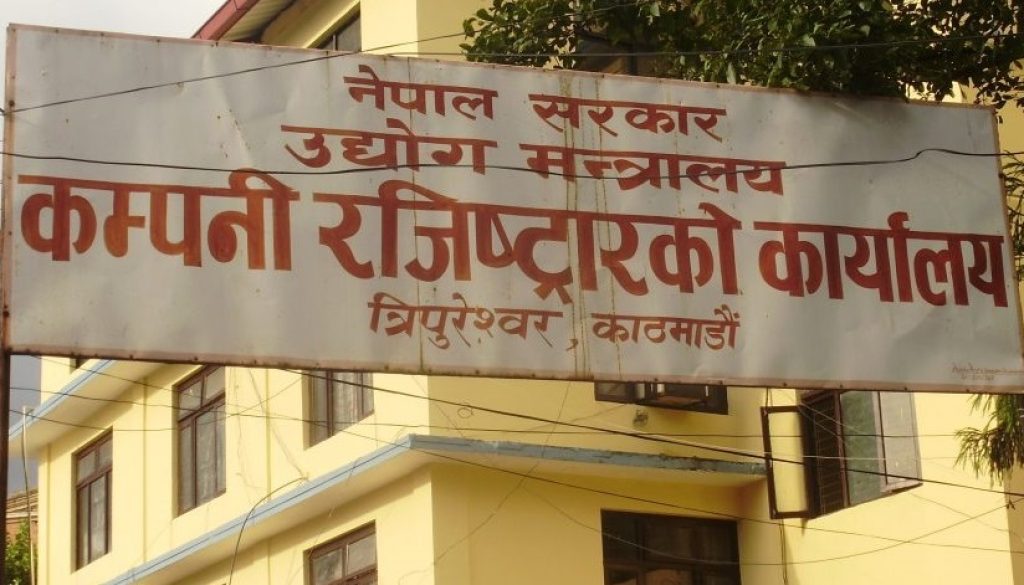 नेपाल सरकार
उद्योग मन्त्रालय
कम्पनी रजिष्ट्रारको कार्यालय
त्रिपुरेश्वर, काठमाडौं